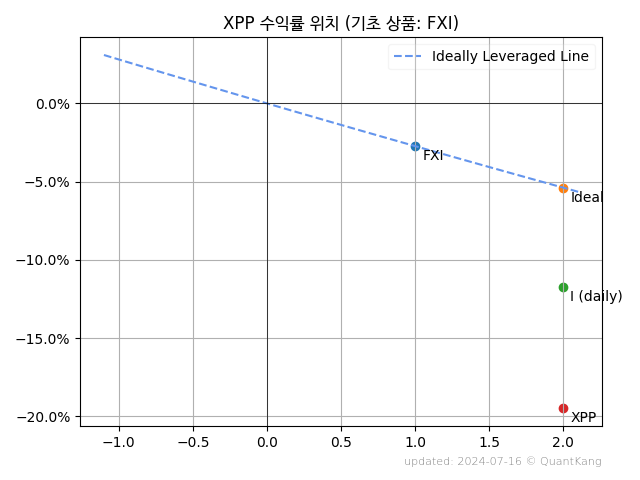 XPP 수익률 위치 (기초 상품: FXI)
Ideally Leveraged Line
0.0%
FXI
−5.0%
Ideal
−10.0%
I (daily)
−15.0%
−20.0%
XPP
−1.0 −0.5 0.0 0.5 1.0 1.5 2.0
updated: 2024-07-16 © QuantKang